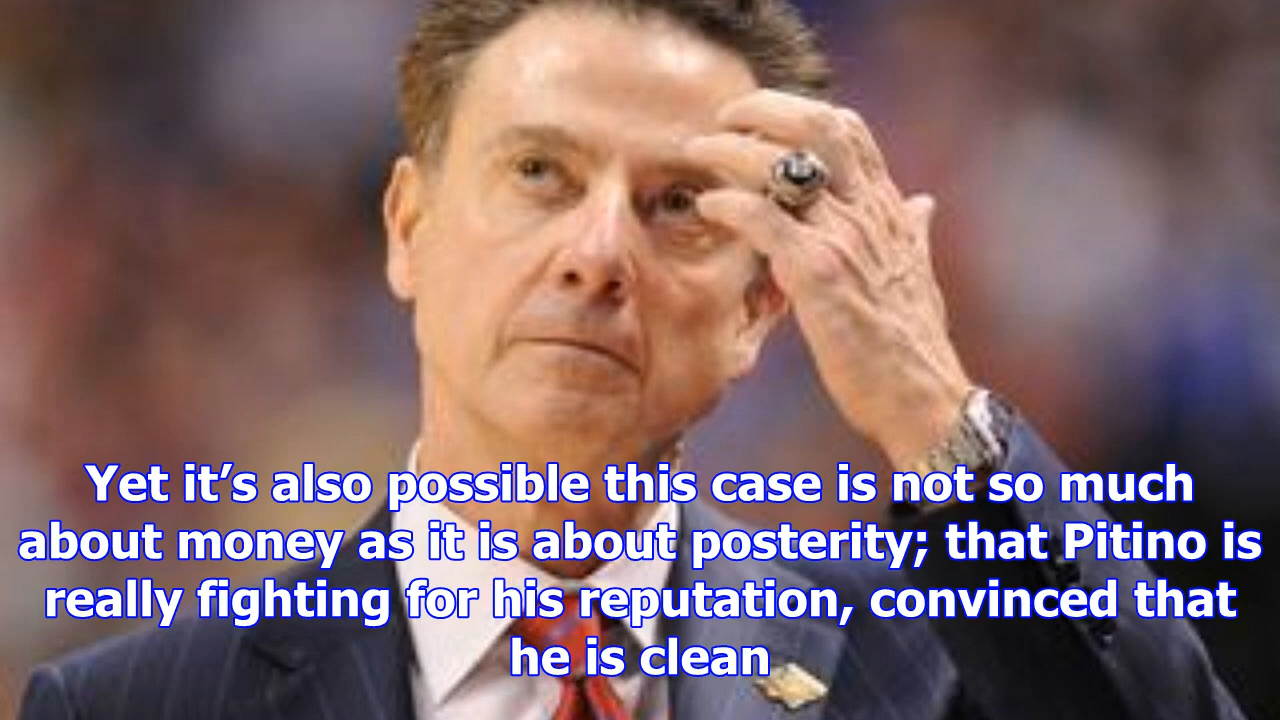 Yet it’s also possible this case is not so much
about money as it is about posterity; that Pitino is
really fighting for his reputation, convinced that
he is clean